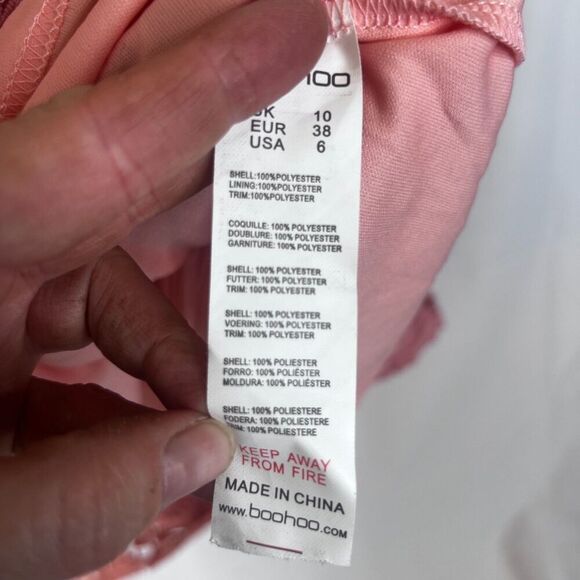 UK 10
EUR 38
USA 6
SHELL:100%POLYESTER
LINING:100%POLYESTER
TRIM:100%POLYESTER
COQUILLE: 100% POLYESTER
DOUBLURE: 100% POLYESTER
GARNITURE: 100% POLYESTER
SHELL: 100% POLYESTER
FUTTER: 100% POLYESTER
TRIM: 100% POLYESTER
SHELL: 100% POLYESTER
VOERING: 100% POLYESTER
TRIM: 100% POLYESTER
SHELL: 100% POLIÉSTER
FORRO: 100% POLIÉSTER
MOLDURA: 100% POLIÉSTER
SHELL: 100% POLIESTERE
FODERA: 100% POLIESTERE
TRIM: 100% POLIESTERE
KEEP AWAY
FROM FIRE
MADE IN CHINA
www.boohoo.com